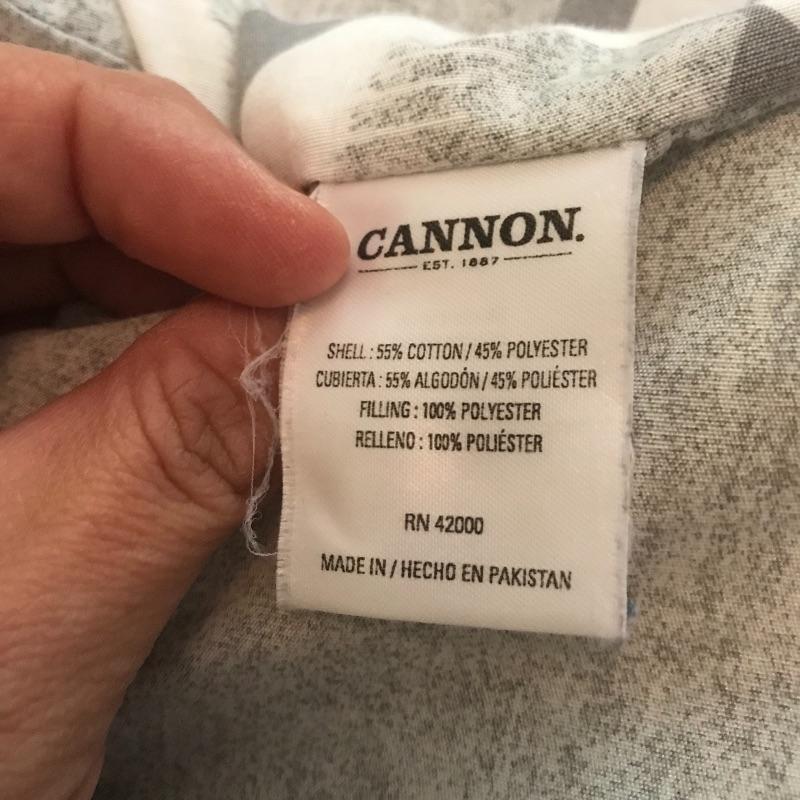 CANNON.
EST. 1887
SHELL : 55% COTTON / 45% POLYESTER
CUBIERTA : 55% ALGODÓN / 45% POLIÉSTER
FILLING : 100% POLYESTER
RELLENO : 100% POLIÉSTER
RN 42000
MADE IN / HECHO EN PAKISTAN